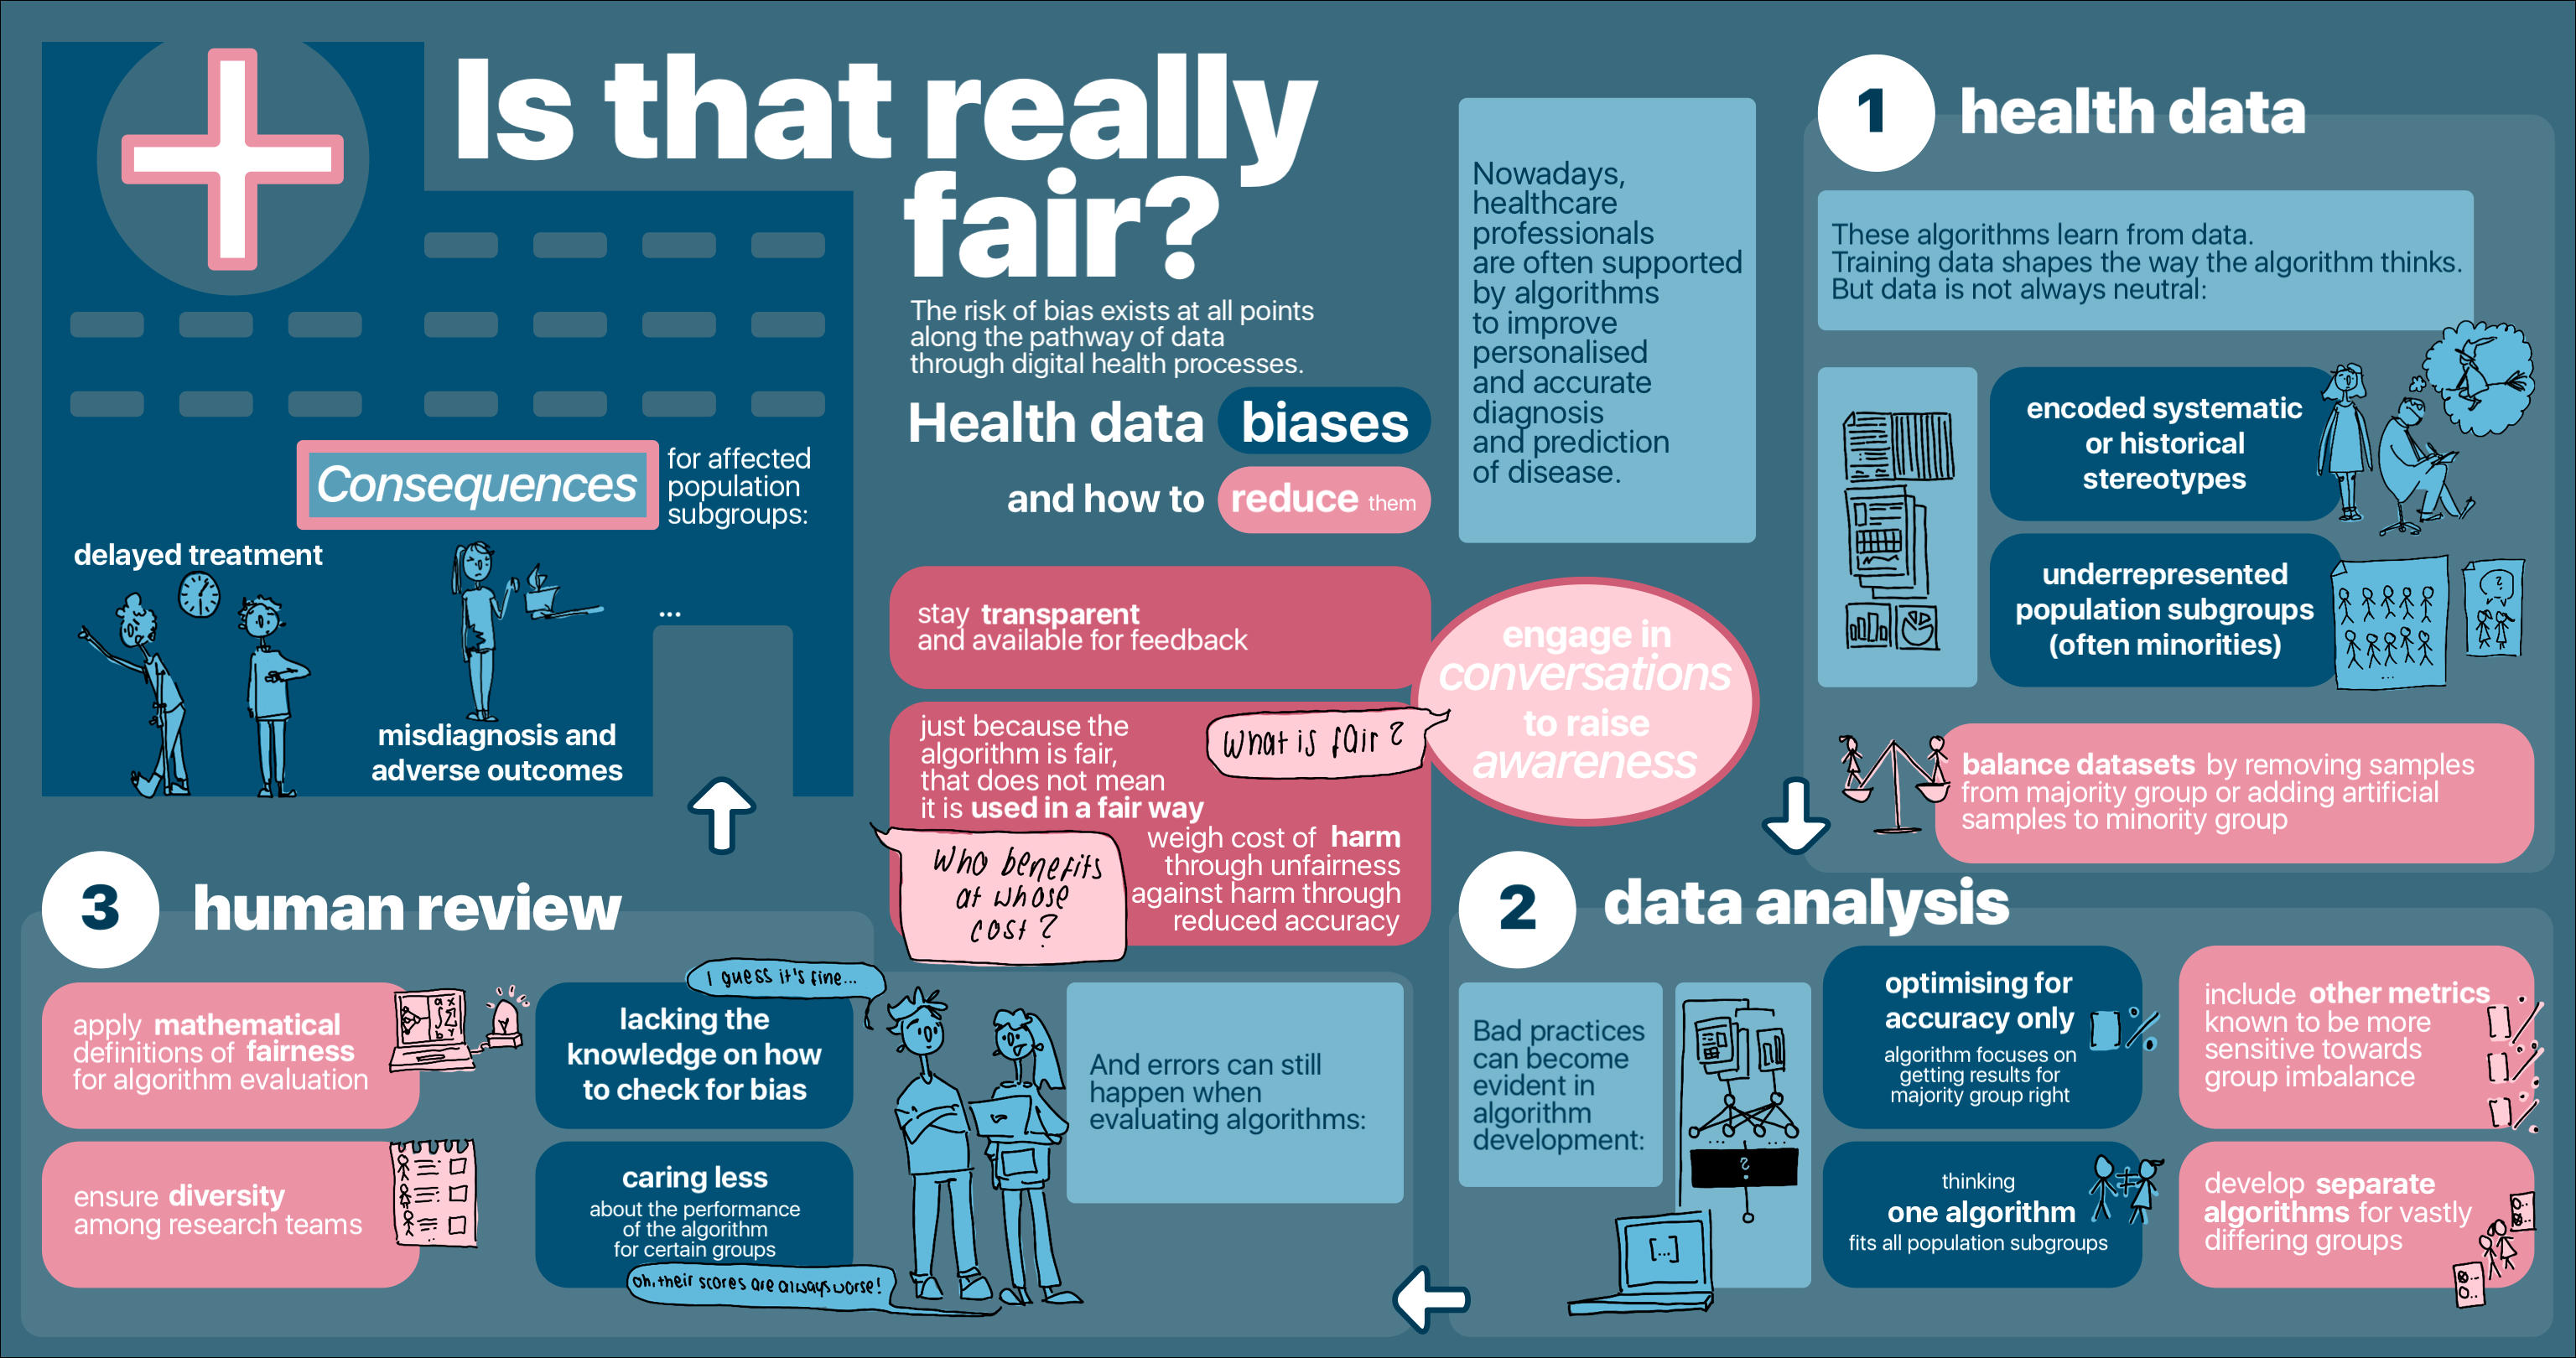 Is that really
fair?
The risk of bias exists at all points
along the pathway of data
through digital health processes.
Health data biases
and how to reduce them
Nowadays,
healthcare
professionals
are often supported
by algorithms
to improve
personalised
and accurate
diagnosis
and prediction
of disease.
1 health data
These algorithms learn from data.
Training data shapes the way the algorithm thinks.
But data is not always neutral:
encoded systematic
or historical
stereotypes
underrepresented
population subgroups
(often minorities)
?
...
balance datasets by removing samples
from majority group or adding artificial
samples to minority group
2 data analysis
Bad practices
can become
evident in
algorithm
development:
... ...
?
[...]
optimising for
accuracy only
algorithm focuses on
getting results for
majority group right
%
include other metrics
known to be more
sensitive towards
group imbalance
%
%
%
thinking
one algorithm
fits all population subgroups
≠
develop separate
algorithms for vastly
differing groups
3 human review
And errors can still
happen when
evaluating algorithms:
I guess it's fine...
lacking the
knowledge on how
to check for bias
caring less
about the performance
of the algorithm
for certain groups
oh, their scores are always worse!
apply mathematical
definitions of fairness
for algorithm evaluation
ensure diversity
among research teams
Consequences
for affected
population
subgroups:
delayed treatment
misdiagnosis and
adverse outcomes
...
stay transparent
and available for feedback
engage in
conversations
to raise
awareness
just because the
algorithm is fair,
that does not mean
it is used in a fair way
What is fair?
weigh cost of harm
through unfairness
against harm through
reduced accuracy
Who benefits
at whose
cost?